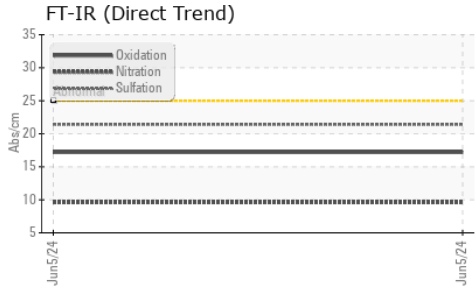 FT-IR (Direct Trend)
35
30
25
20
15
10
5
Abs/cm
Oxidation
Nitration
Sulfation
Abnormal
Jun5/24
Jun5/24